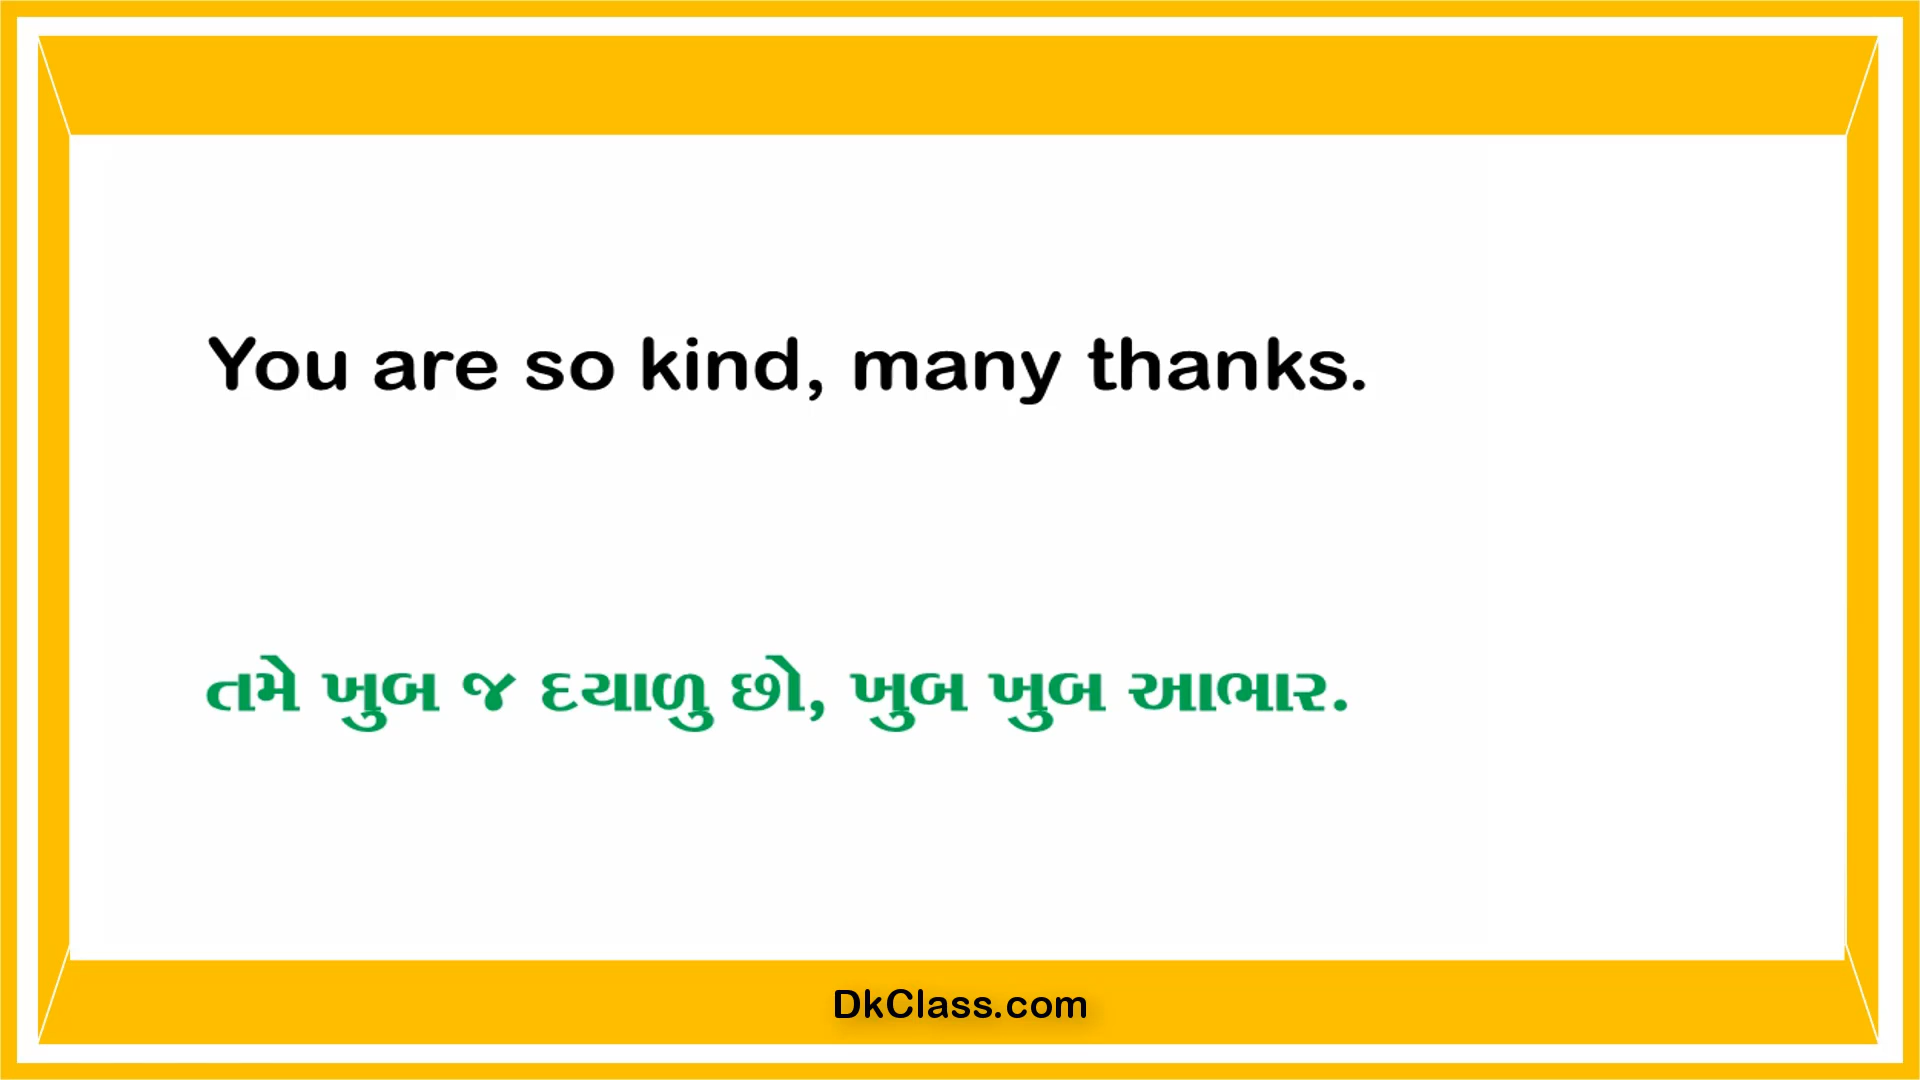 You are so kind, many thanks.
તમે ખુબ જ દયાળુ છો, ખુબ ખુબ આભાર.
DkClass.com